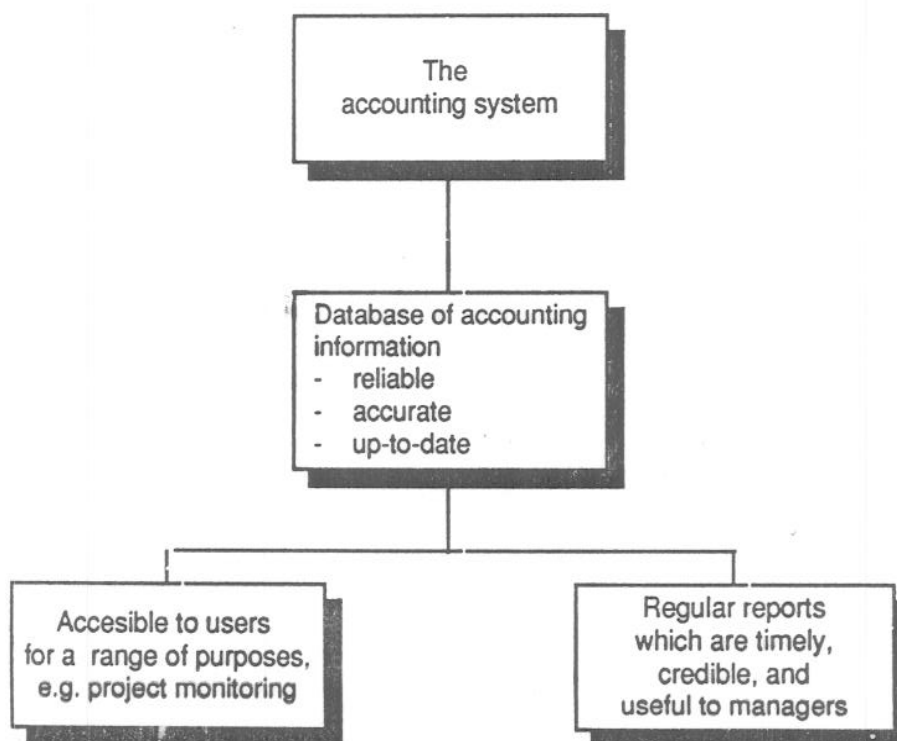 The
accounting system
Database of accounting
information
- reliable
- accurate
- up-to-date
Accesible to users
for a range of purposes,
e.g. project monitoring
Regular reports
which are timely,
credible, and
useful to managers